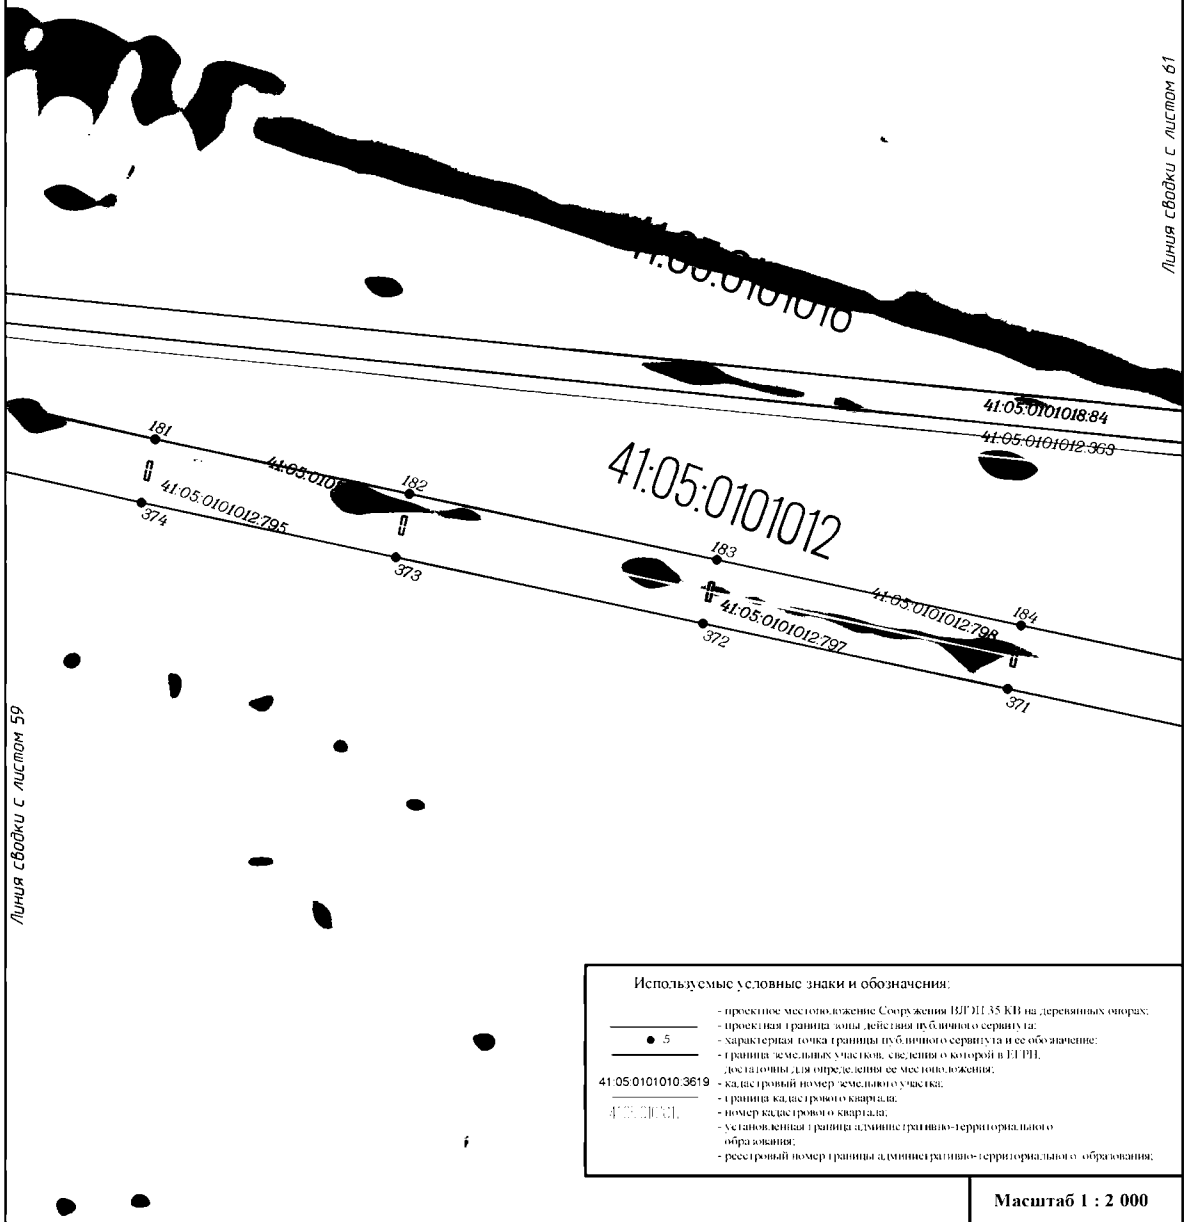 Линия сводки с листом 61
41:05:0101018
41:05:0101018:84
41:05:0101012:363
181
182
41:05:0101012:795
374
373
41:05:0101012
183
184
41:05:0101012:798
41:05:0101012:797
372
371
Линия сводки с листом 59
Используемые условные знаки и обозначения:
- проектное местоположение Сооружения ВЛЭП 35 КВ на деревянных опорах;
- проектная граница зоны действия публичного сервитута;
5 - характерная точка границы публичного сервитута и ее обозначение;
- граница земельных участков, сведения о которой в ЕГРН,
достаточны для определения ее местоположения;
41:05:0101010:3619 - кадастровый номер земельного участка;
- граница кадастрового квартала;
- номер кадастрового квартала;
- установленная граница административно-территориального
образования;
- реестровый номер границы административно-территориального образования;
Масштаб 1 : 2 000